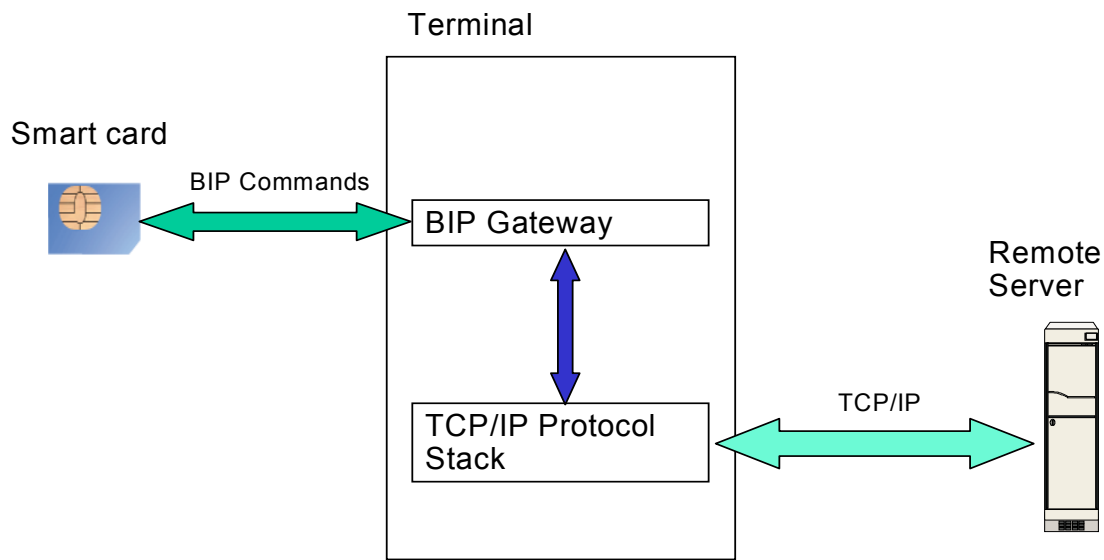 Terminal
Smart card
BIP Commands
BIP Gateway
Remote
Server
TCP/IP Protocol
Stack
TCP/IP